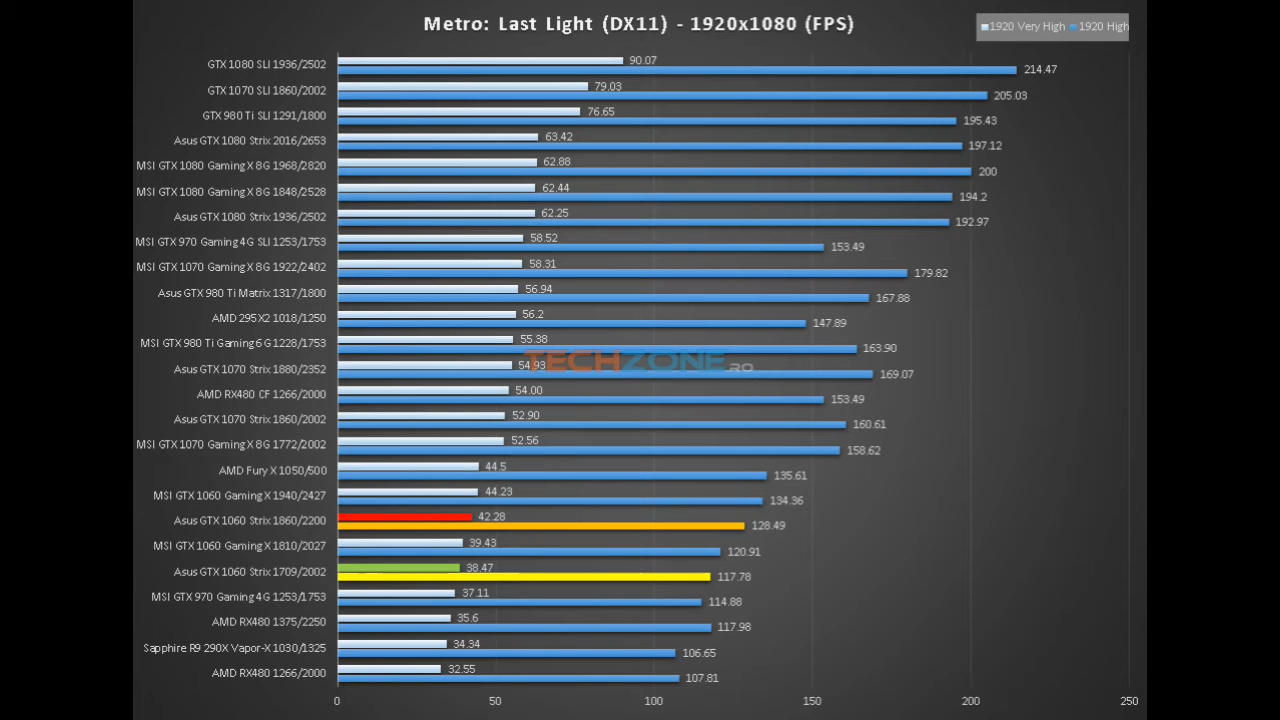 Metro: Last Light (DX11) - 1920x1080 (FPS)
1920 Very High 1920 High
GTX 1080 SLI 1936/2502 90.07 214.47
GTX 1070 SLI 1860/2002 79.03 205.03
GTX 980 Ti SLI 1291/1800 76.65 195.43
Asus GTX 1080 Strix 2016/2653 63.42 197.12
MSI GTX 1080 Gaming X 8G 1968/2820 62.88 200
MSI GTX 1080 Gaming X 8G 1848/2528 62.44 194.2
Asus GTX 1080 Strix 1936/2502 62.25 192.97
MSI GTX 970 Gaming 4G SLI 1253/1753 58.52 153.49
MSI GTX 1070 Gaming X 8G 1922/2402 58.31 179.82
Asus GTX 980 Ti Matrix 1317/1800 56.94 167.88
AMD 295X2 1018/1250 56.2 147.89
MSI GTX 980 Ti Gaming 6G 1228/1753 55.38 163.90
TECHZONE.RO
Asus GTX 1070 Strix 1880/2352 54.93 169.07
AMD RX480 CF 1266/2000 54.00 153.49
Asus GTX 1070 Strix 1860/2002 52.90 160.61
MSI GTX 1070 Gaming X 8G 1772/2002 52.56 158.62
AMD Fury X 1050/500 44.5 135.61
MSI GTX 1060 Gaming X 1940/2427 44.23 134.36
Asus GTX 1060 Strix 1860/2200 42.28 128.49
MSI GTX 1060 Gaming X 1810/2027 39.43 120.91
Asus GTX 1060 Strix 1709/2002 38.47 117.78
MSI GTX 970 Gaming 4G 1253/1753 37.11 114.88
AMD RX480 1375/2250 35.6 117.98
Sapphire R9 290X Vapor-X 1030/1325 34.34 106.65
AMD RX480 1266/2000 32.55 107.81
0 50 100 150 200 250